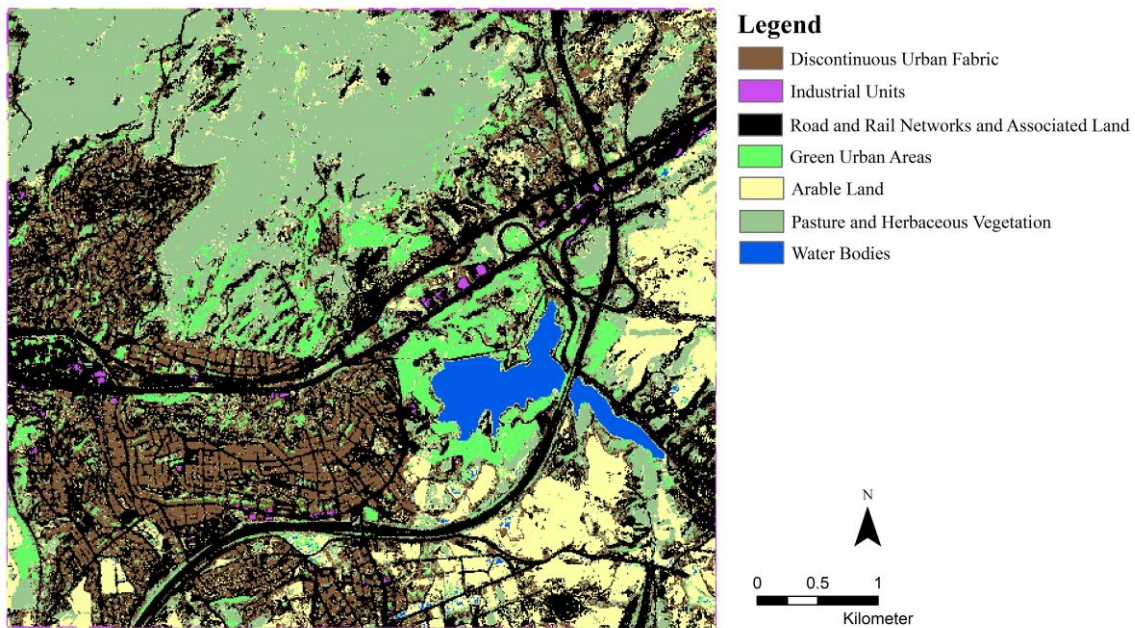 Legend
Discontinuous Urban Fabric
Industrial Units
Road and Rail Networks and Associated Land
Green Urban Areas
Arable Land
Pasture and Herbaceous Vegetation
Water Bodies
N
0 0.5 1
Kilometer